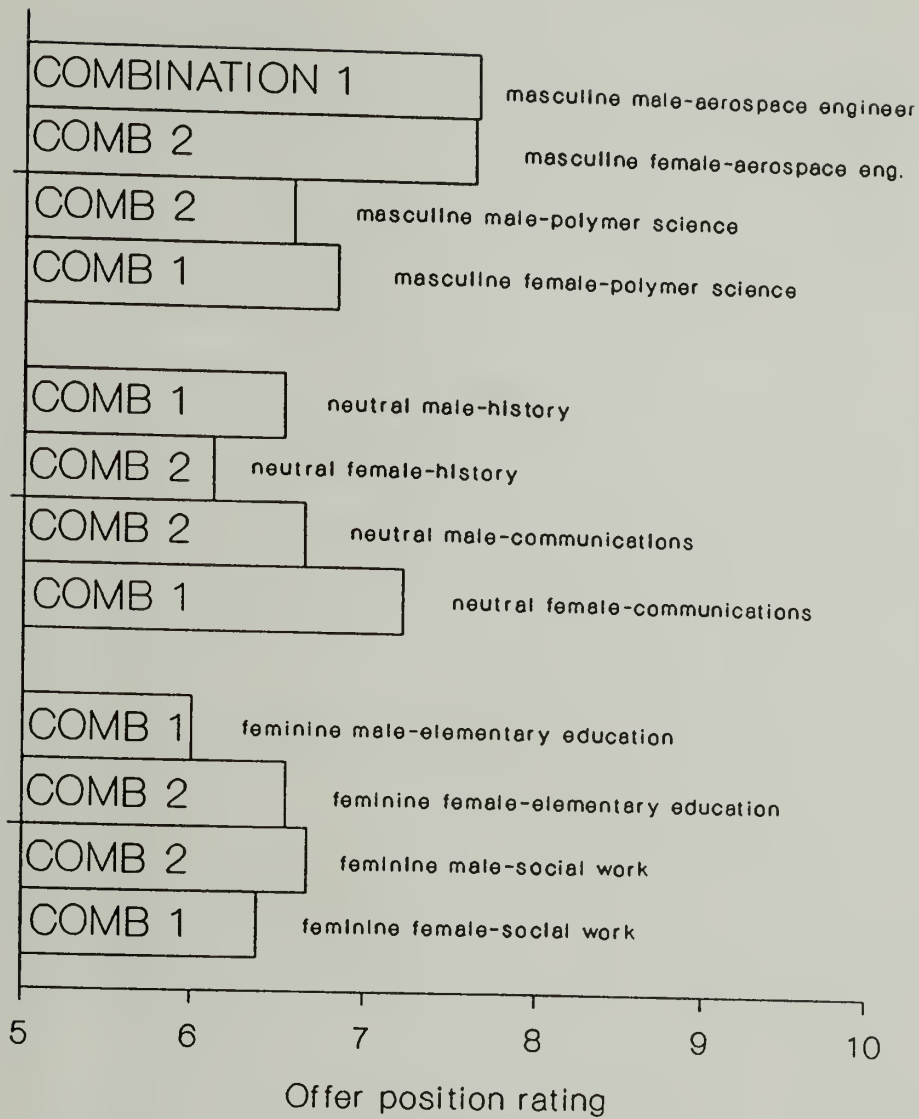 COMBINATION 1 masculine male-aerospace engineer
COMB 2 masculine female-aerospace eng.
COMB 2 masculine male-polymer science
COMB 1 masculine female-polymer science
COMB 1 neutral male-history
COMB 2 neutral female-history
COMB 2 neutral male-communications
COMB 1 neutral female-communications
COMB 1 feminine male-elementary education
COMB 2 feminine female-elementary education
COMB 2 feminine male-social work
COMB 1 feminine female-social work
5 6 7 8 9 10
Offer position rating